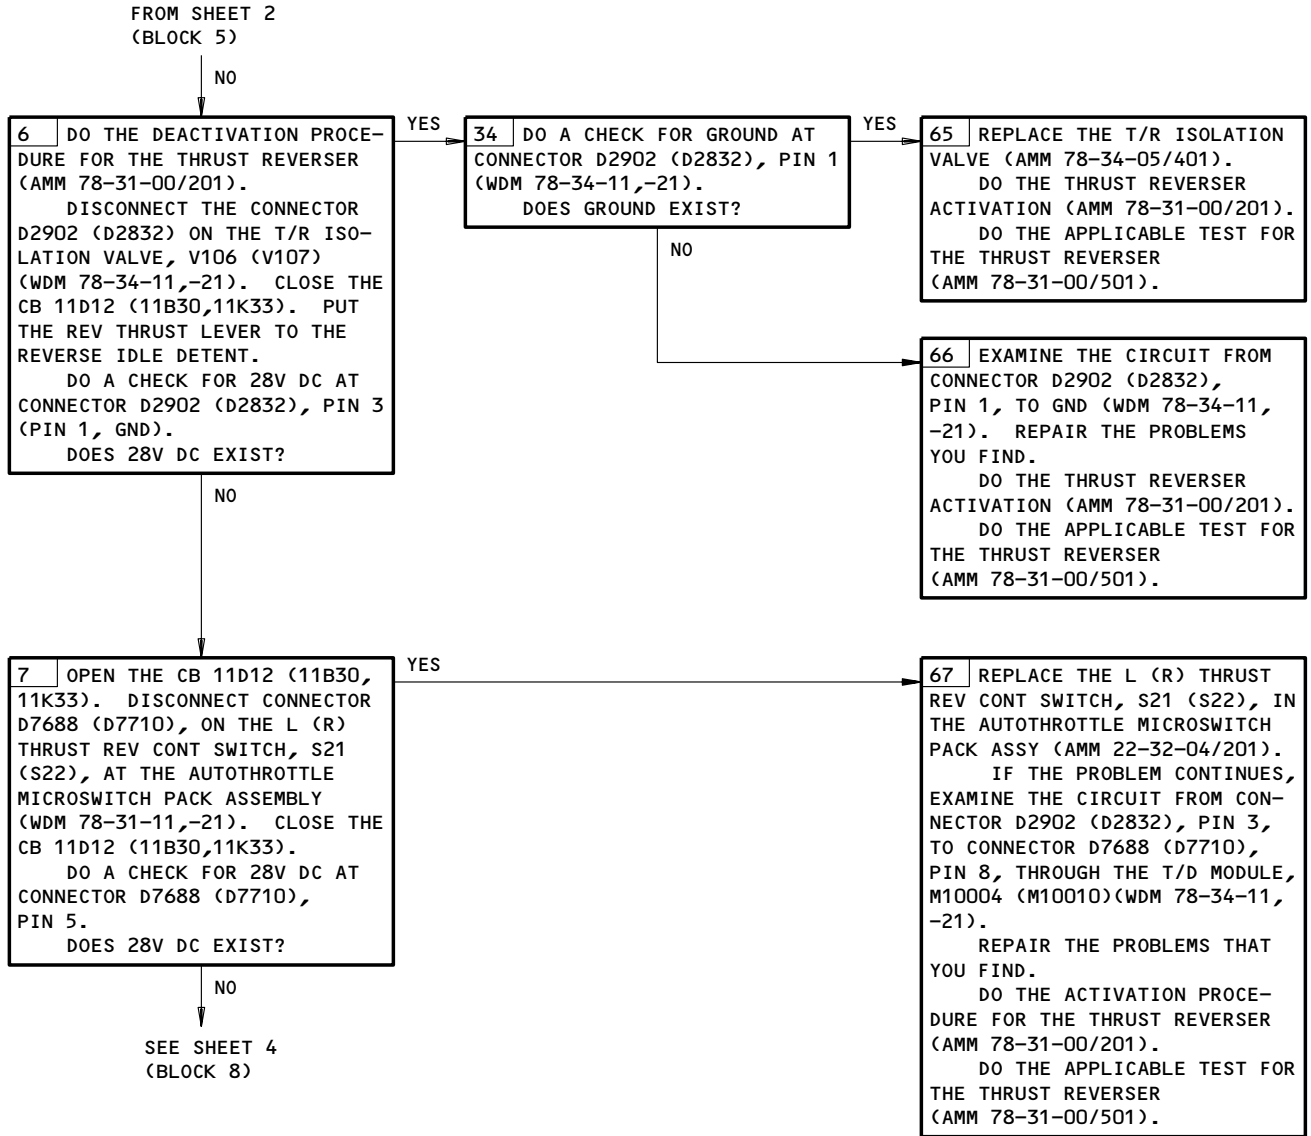 FROM SHEET 2
(BLOCK 5)
NO
6 DO THE DEACTIVATION PROCE-
DURE FOR THE THRUST REVERSER
(AMM 78-31-00/201).
DISCONNECT THE CONNECTOR
D2902 (D2832) ON THE T/R ISO-
LATION VALVE, V106 (V107)
(WDM 78-34-11,-21). CLOSE THE
CB 11D12 (11B30,11K33). PUT
THE REV THRUST LEVER TO THE
REVERSE IDLE DETENT.
DO A CHECK FOR 28V DC AT
CONNECTOR D2902 (D2832), PIN 3
(PIN 1, GND).
DOES 28V DC EXIST?
YES
34 DO A CHECK FOR GROUND AT
CONNECTOR D2902 (D2832), PIN 1
(WDM 78-34-11,-21).
DOES GROUND EXIST?
YES
65 REPLACE THE T/R ISOLATION
VALVE (AMM 78-34-05/401).
DO THE THRUST REVERSER
ACTIVATION (AMM 78-31-00/201).
DO THE APPLICABLE TEST FOR
THE THRUST REVERSER
(AMM 78-31-00/501).
NO
66 EXAMINE THE CIRCUIT FROM
CONNECTOR D2902 (D2832),
PIN 1, TO GND (WDM 78-34-11,
-21). REPAIR THE PROBLEMS
YOU FIND.
DO THE THRUST REVERSER
ACTIVATION (AMM 78-31-00/201).
DO THE APPLICABLE TEST FOR
THE THRUST REVERSER
(AMM 78-31-00/501).
NO
7 OPEN THE CB 11D12 (11B30,
11K33). DISCONNECT CONNECTOR
D7688 (D7710), ON THE L (R)
THRUST REV CONT SWITCH, S21
(S22), AT THE AUTOTHROTTLE
MICROSWITCH PACK ASSEMBLY
(WDM 78-31-11,-21). CLOSE THE
CB 11D12 (11B30,11K33).
DO A CHECK FOR 28V DC AT
CONNECTOR D7688 (D7710),
PIN 5.
DOES 28V DC EXIST?
YES
67 REPLACE THE L (R) THRUST
REV CONT SWITCH, S21 (S22), IN
THE AUTOTHROTTLE MICROSWITCH
PACK ASSY (AMM 22-32-04/201).
IF THE PROBLEM CONTINUES,
EXAMINE THE CIRCUIT FROM CON-
NECTOR D2902 (D2832), PIN 3,
TO CONNECTOR D7688 (D7710),
PIN 8, THROUGH THE T/D MODULE,
M10004 (M10010)(WDM 78-34-11,
-21).
REPAIR THE PROBLEMS THAT
YOU FIND.
DO THE ACTIVATION PROCE-
DURE FOR THE THRUST REVERSER
(AMM 78-31-00/201).
DO THE APPLICABLE TEST FOR
THE THRUST REVERSER
(AMM 78-31-00/501).
NO
SEE SHEET 4
(BLOCK 8)